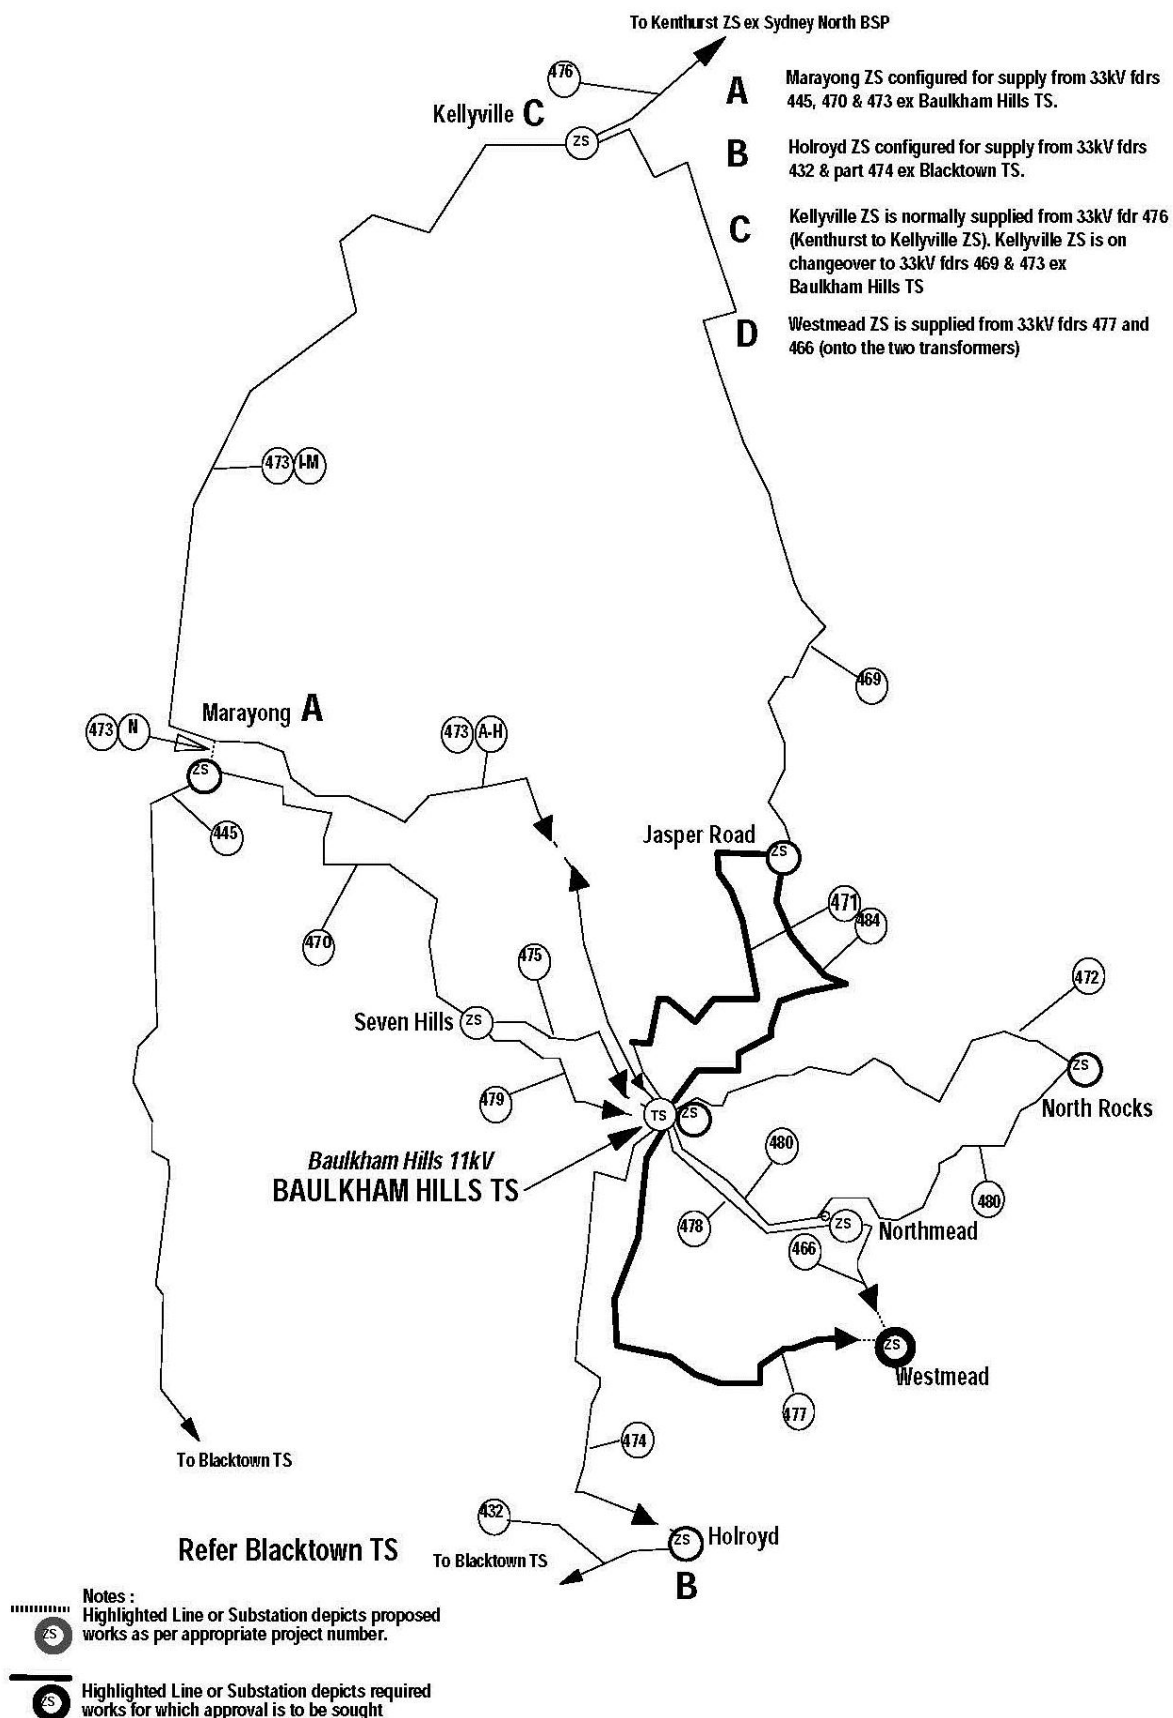 To Kenthurst ZS ex Sydney North BSP
476
Kellyville C
ZS
A Marayong ZS configured for supply from 33kV fdrs
445, 470 & 473 ex Baulkham Hills TS.
B Holroyd ZS configured for supply from 33kV fdrs
432 & part 474 ex Blacktown TS.
C Kellyville ZS is normally supplied from 33kV fdr 476
(Kenthurst to Kellyville ZS). Kellyville ZS is on
changeover to 33kV fdrs 469 & 473 ex
Baulkham Hills TS
D Westmead ZS is supplied from 33kV fdrs 477 and
466 (onto the two transformers)
473 I-M
469
Marayong A
473 N
473 A-H
ZS
445
Jasper Road
ZS
471
484
470
475
472
Seven Hills
ZS
479
ZS
North Rocks
TS
ZS
480
Baulkham Hills 11kV
BAULKHAM HILLS TS
480
478
ZS
Northmead
466
ZS
Westmead
477
474
To Blacktown TS
432
ZS
Holroyd
B
Refer Blacktown TS
To Blacktown TS
Notes :
Highlighted Line or Substation depicts proposed
ZS
works as per appropriate project number.
Highlighted Line or Substation depicts required
ZS
works for which approval is to be sought